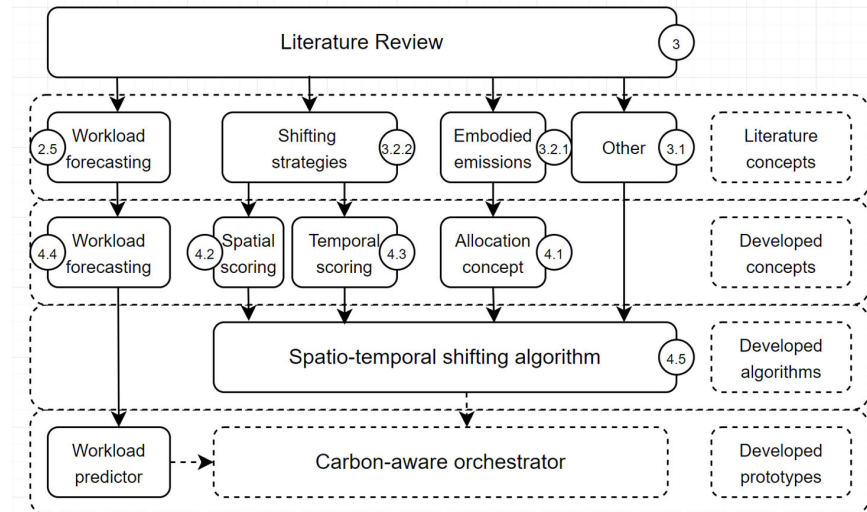 Literature Review
3
Workload
forecasting
2.5
Shifting
strategies
3.2.2
Embodied
emissions
3.2.1
Other
3.1
Literature
concepts
Workload
forecasting
4.4
Spatial
scoring
4.2
Temporal
scoring
4.3
Allocation
concept
4.1
Developed
concepts
Spatio-temporal shifting algorithm
4.5
Developed
algorithms
Workload
predictor
Carbon-aware orchestrator
Developed
prototypes